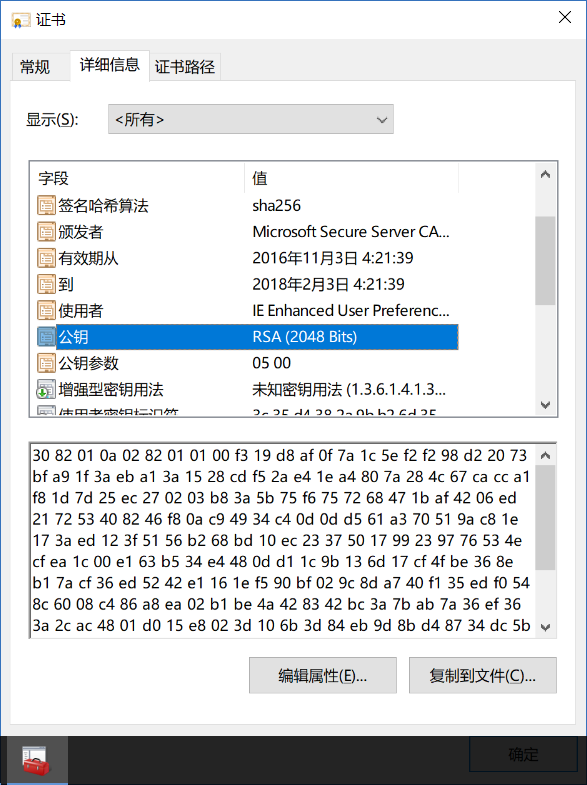 证书
常规 详细信息 证书路径
显示(S): <所有>
字段 值
签名哈希算法 sha256
颁发者 Microsoft Secure Server CA...
有效期从 2016年11月3日 4:21:39
到 2018年2月3日 4:21:39
使用者 IE Enhanced User Preferenc...
公钥 RSA (2048 Bits)
公钥参数 05 00
增强型密钥用法 未知密钥用法 (1.3.6.1.4.1.3...
使用者密钥标识符 3c 35 d4 38 2a 9b b2 6d 35
30 82 01 0a 02 82 01 01 00 f3 19 d8 af 0f 7a 1c 5e f2 f2 98 d2 20 73
bf a9 1f 3a eb a1 3a 15 28 cd f5 2a e4 1e a4 80 7a 28 4c 67 ca cc a1
f8 1d 7d 25 ec 27 02 03 b8 3a 5b 75 f6 75 72 68 47 1b af 42 06 ed
21 72 53 40 82 46 f8 0a c9 49 34 c4 0d 0d d5 61 a3 70 51 9a c8 1e
17 3a ed 12 3f 51 56 b2 68 bd 10 ec 23 37 50 17 99 23 97 76 53 4e
cf ea 1c 00 e1 63 b5 34 e4 48 0d d1 1c 9b 13 6d 17 cf 4f be 36 8e
b1 7a cf 36 ed 52 42 e1 16 1e f5 90 bf 02 9c 8d a7 40 f1 35 ed f0 54
8c 60 08 c4 86 a8 ea 02 b1 be 4a 42 83 42 bc 3a 7b ab 7a 36 ef 36
3a 2c ac 48 01 d0 15 e8 02 3d 10 6b 3d 84 eb 9d 8b d4 87 34 dc 5b
编辑属性(E)... 复制到文件(C)...
确定